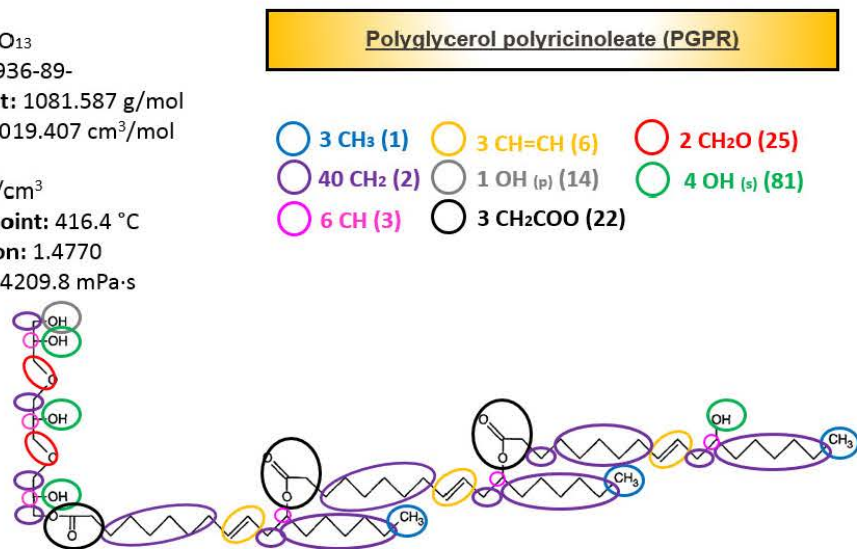 O₁₃
936-89-
t: 1081.587 g/mol
019.407 cm³/mol
/cm³
oint: 416.4 °C
on: 1.4770
4209.8 mPa·s
Polyglycerol polyricinoleate (PGPR)
3 CH₃ (1)
3 CH=CH (6)
2 CH₂O (25)
40 CH₂ (2)
1 OH (p) (14)
4 OH (s) (81)
6 CH (3)
3 CH₂COO (22)
OH
OH
O
OH
O
OH
O
O
O
O
CH₃
O
O
CH₃
OH
CH₃